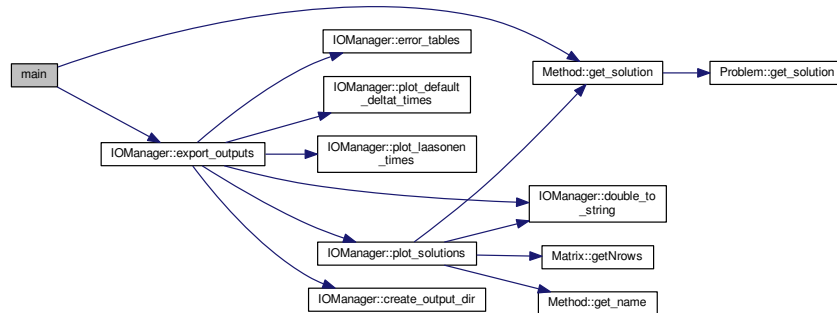 main
IOManager::export_outputs
IOManager::error_tables
IOManager::plot_default
_deltat_times
IOManager::plot_laasonen
_times
IOManager::plot_solutions
IOManager::create_output_dir
Method::get_solution
Problem::get_solution
IOManager::double_to
_string
Matrix::getNrows
Method::get_name